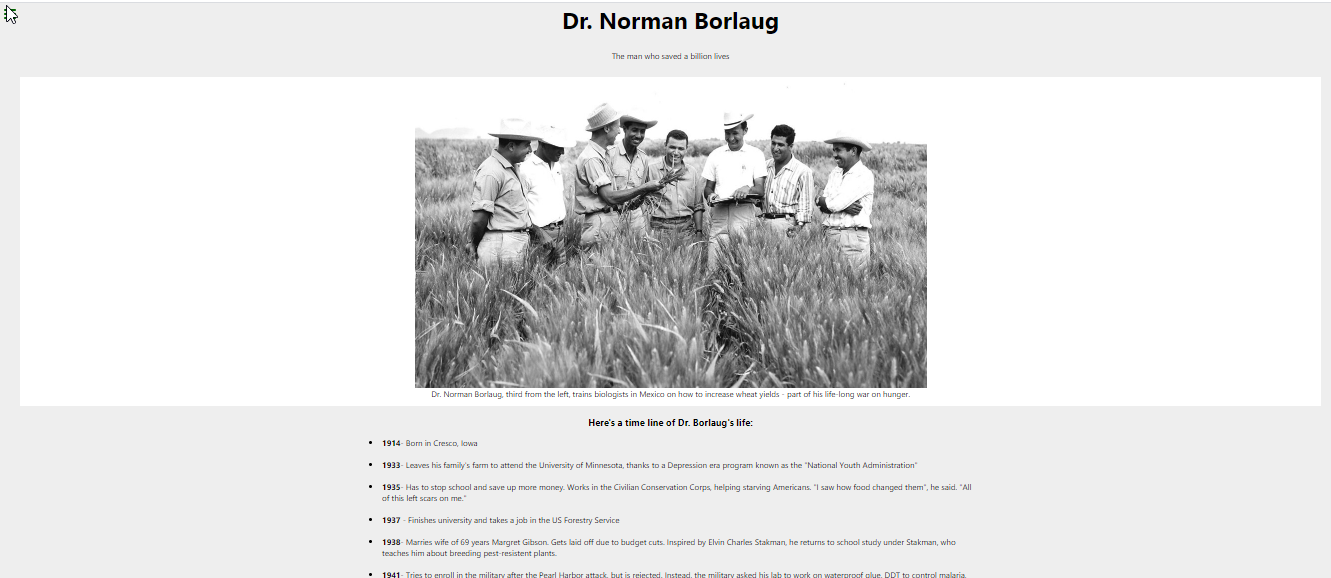 Dr. Norman Borlaug
The man who saved a billion lives
Dr. Norman Borlaug, third from the left, trains biologists in Mexico on how to increase wheat yields - part of his life-long war on hunger.
Here's a time line of Dr. Borlaug's life:
1914- Born in Cresco, Iowa
1933- Leaves his family's farm to attend the University of Minnesota, thanks to a Depression era program known as the "National Youth Administration"
1935- Has to stop school and save up more money. Works in the Civilian Conservation Corps, helping starving Americans. "I saw how food changed them", he said. "All
of this left scars on me."
1937 - Finishes university and takes a job in the US Forestry Service
1938- Marries wife of 69 years Margret Gibson. Gets laid off due to budget cuts. Inspired by Elvin Charles Stakman, he returns to school study under Stakman, who
teaches him about breeding pest-resistent plants.
1941- Tries to enroll in the military after the Pearl Harbor attack, but is rejected. Instead, the military asked his lab to work on waterproof glue, DDT to control malaria,